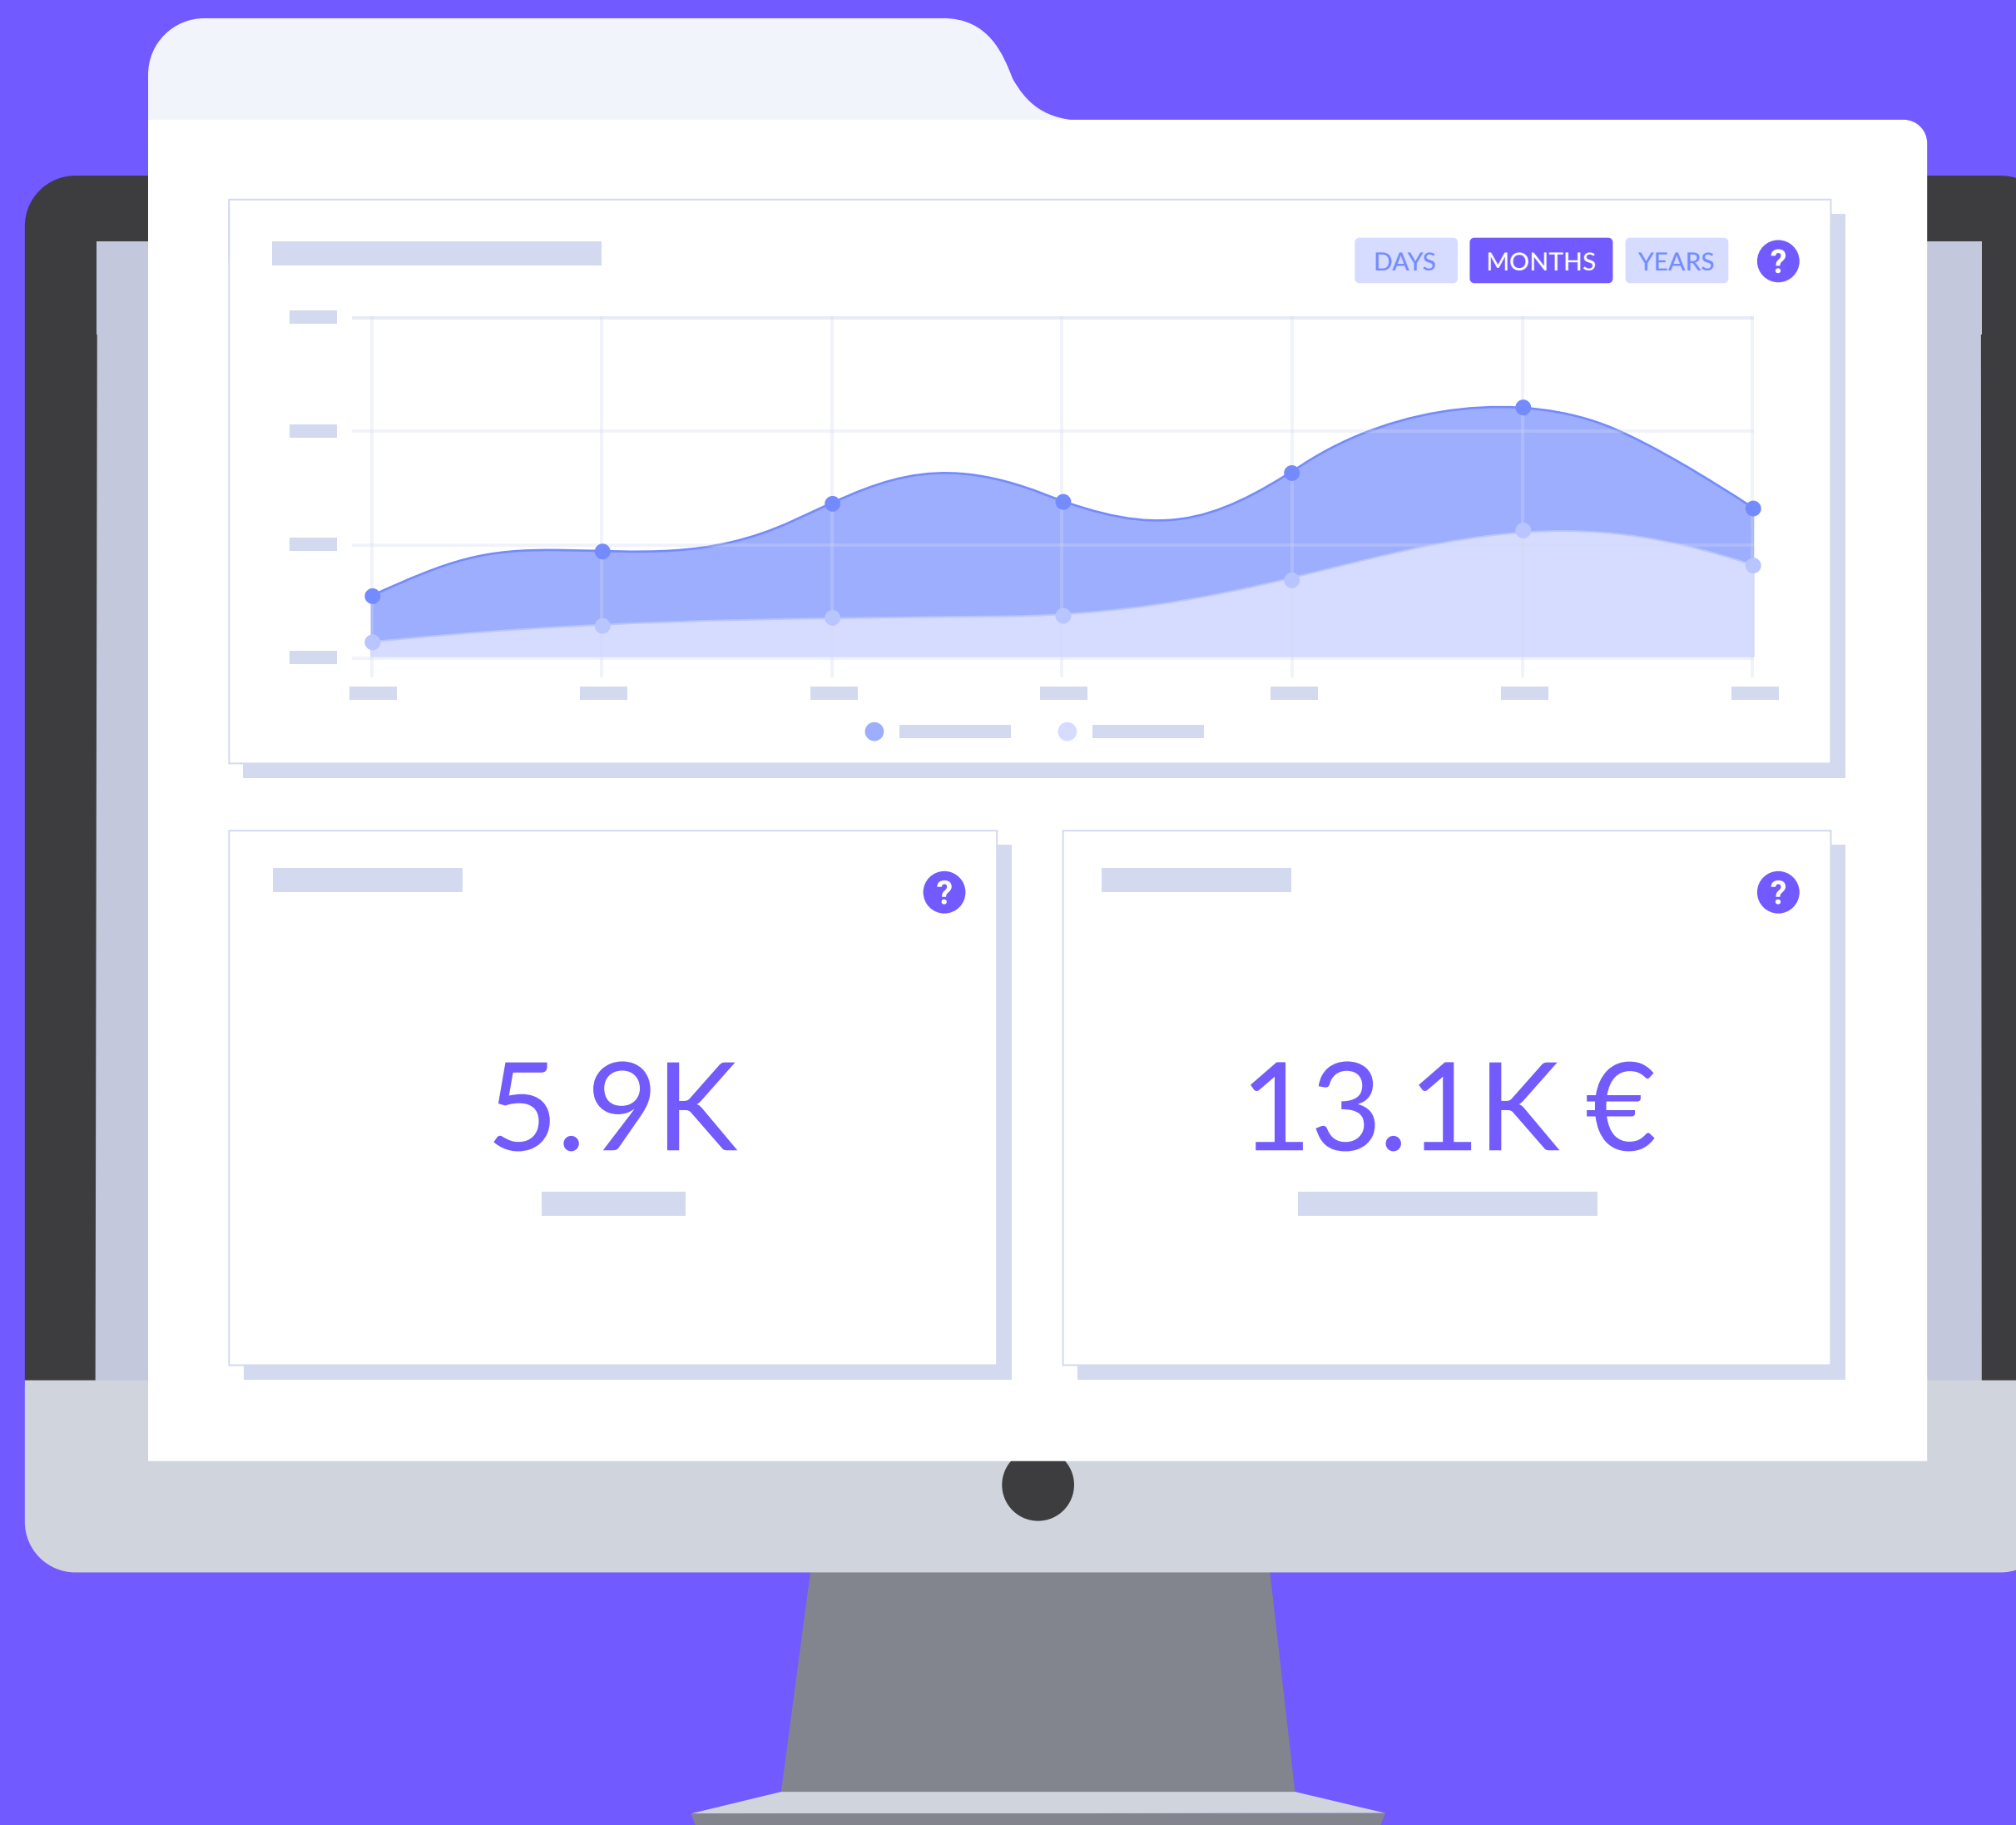 DAYS MONTHS YEARS ?
? ?
5.9K 13.1K €